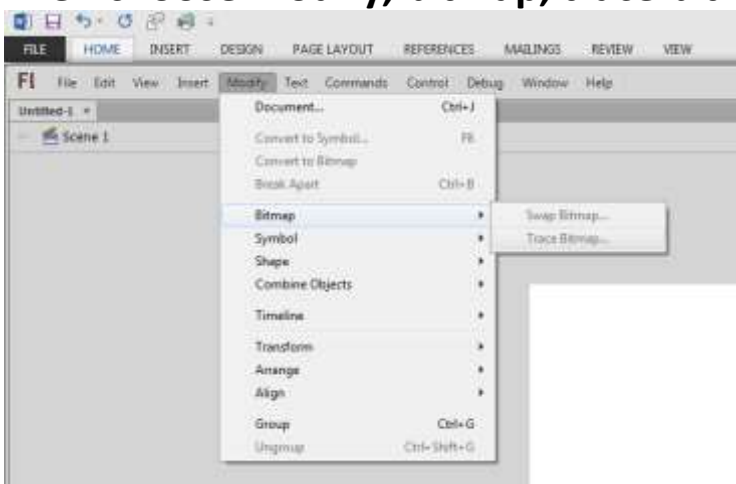 FILE HOME INSERT DESIGN PAGE LAYOUT REFERENCES MAILINGS REVIEW VIEW
Fl File Edit View Insert Modify Text Commands Control Debug Window Help
Untitled-1 ×
Scene 1
Document... Ctrl+J
Convert to Symbol... F8
Convert to Bitmap
Break Apart Ctrl+B
Bitmap
Swap Bitmap...
Symbol
Trace Bitmap...
Shape
Combine Objects
Timeline
Transform
Arrange
Align
Group Ctrl+G
Ungroup Ctrl+Shift+G